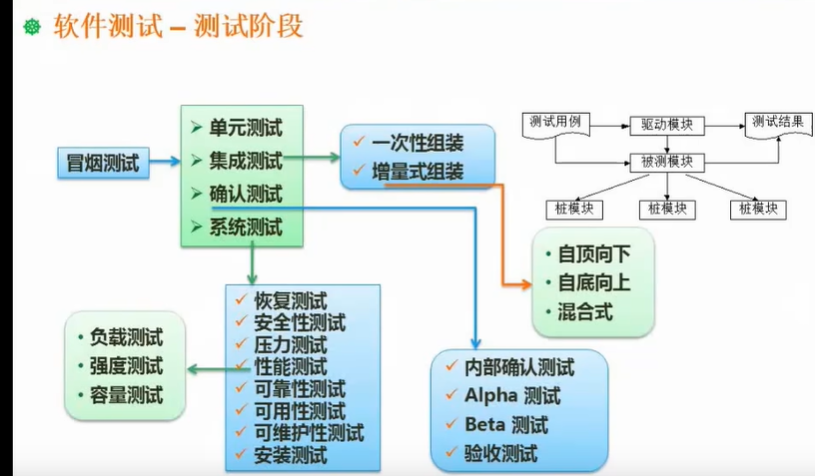 软件测试 – 测试阶段
冒烟测试
单元测试
集成测试
确认测试
系统测试
一次性组装
增量式组装
测试用例
驱动模块
测试结果
被测模块
桩模块
桩模块
桩模块
自顶向下
自底向上
混合式
恢复测试
安全性测试
压力测试
性能测试
可靠性测试
可用性测试
可维护性测试
安装测试
负载测试
强度测试
容量测试
内部确认测试
Alpha 测试
Beta 测试
验收测试